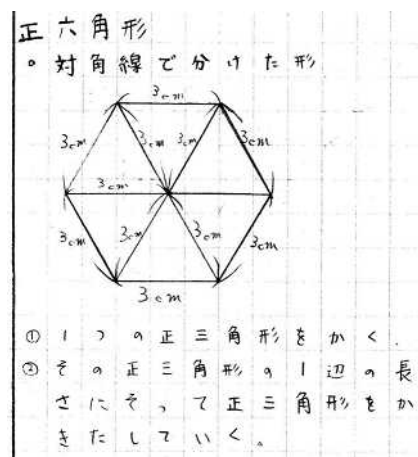 正六角形
。対角線で分けた形
3cm
3cm 3cm 3cm 3cm
3cm
3cm 3cm 3cm 3cm
3cm
① 1つの正三角形をかく.
② その正三角形の1辺の長
さにそって正三角形をか
きたしていく。